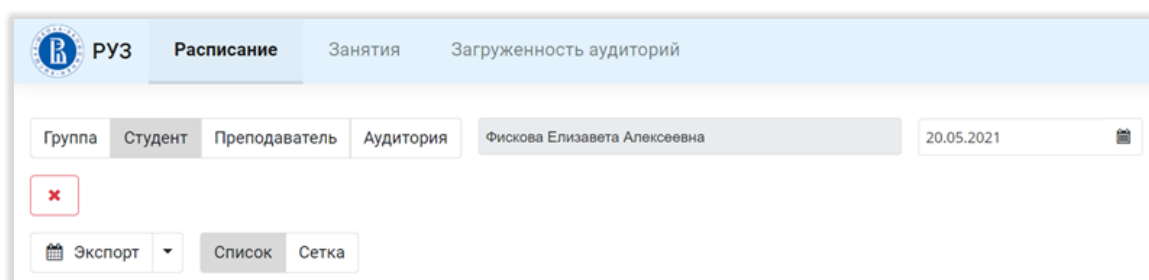 РУЗ Расписание Занятия Загруженность аудиторий
Группа Студент Преподаватель Аудитория Фискова Елизавета Алексеевна 20.05.2021
Экспорт Список Сетка